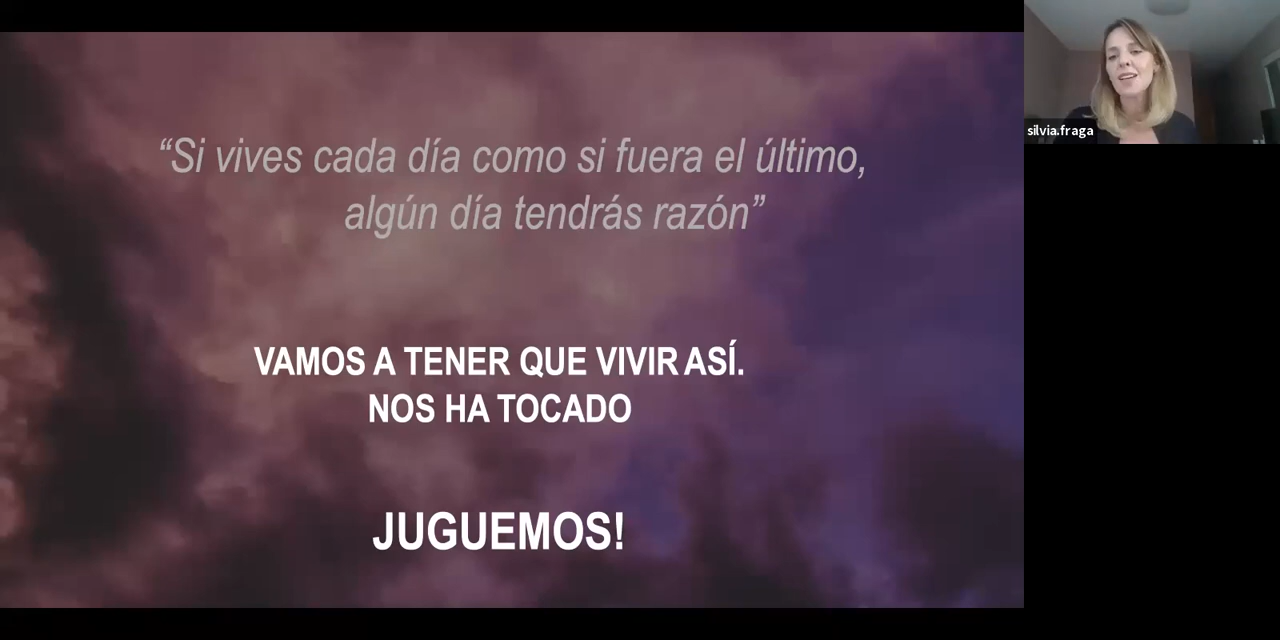 “Si vives cada día como si fuera el último,
algún día tendrás razón”
VAMOS A TENER QUE VIVIR ASÍ.
NOS HA TOCADO
JUGUEMOS!
silvia.fraga